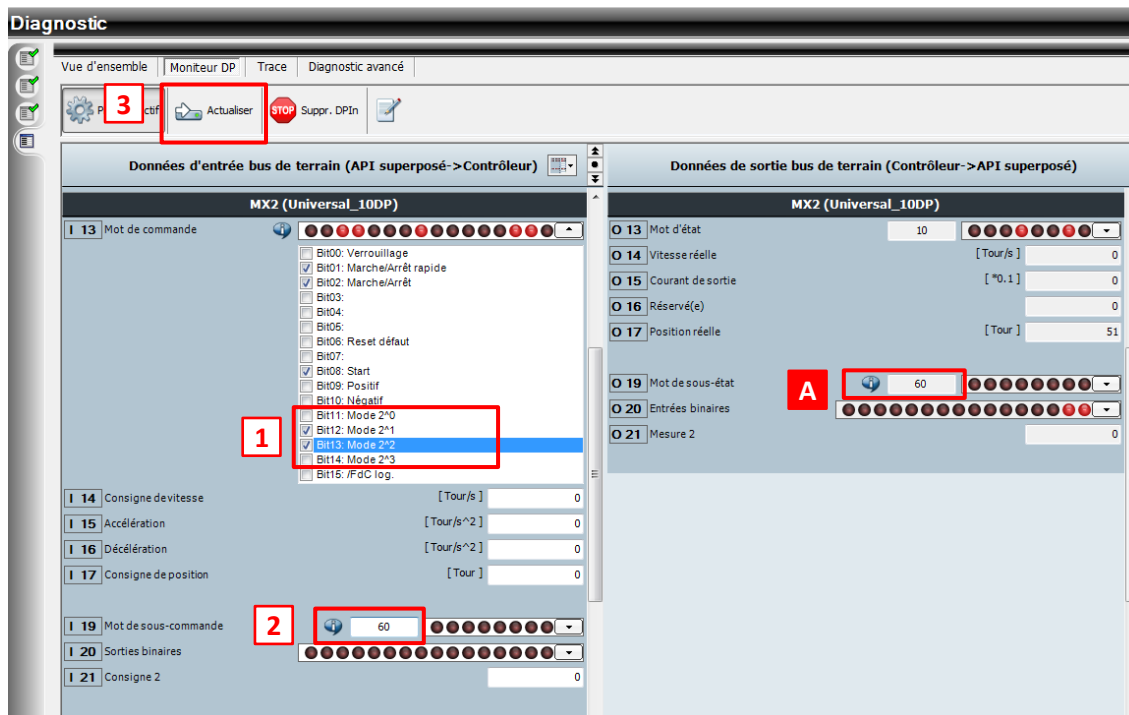 Diagnostic
Vue d'ensemble Moniteur DP Trace Diagnostic avancé
3 Actualiser STOP Suppr. DPIn
Données d'entrée bus de terrain (API superposé->Contrôleur)
Données de sortie bus de terrain (Contrôleur->API superposé)
MX2 (Universal_10DP)
I 13 Mot de commande
Bit00: Verrouillage
Bit01: Marche/Arrêt rapide
Bit02: Marche/Arrêt
Bit03:
Bit04:
Bit05:
Bit06: Reset défaut
Bit07:
Bit08: Start
Bit09: Positif
Bit10: Négatif
Bit11: Mode 2^0
1 Bit12: Mode 2^1
Bit13: Mode 2^2
Bit14: Mode 2^3
Bit15: /FdC log.
I 14 Consigne de vitesse [Tour/s ] 0
I 15 Accélération [Tour/s^2 ] 0
I 16 Décélération [Tour/s^2 ] 0
I 17 Consigne de position [Tour ] 0
I 19 Mot de sous-commande 2 60
I 20 Sorties binaires
I 21 Consigne 2 0
MX2 (Universal_10DP)
O 13 Mot d'état 10
O 14 Vitesse réelle [Tour/s ] 0
O 15 Courant de sortie [ "0.1 ] 0
O 16 Réservé(e) 0
O 17 Position réelle [Tour ] 51
O 19 Mot de sous-état A 60
O 20 Entrées binaires
O 21 Mesure 2 0